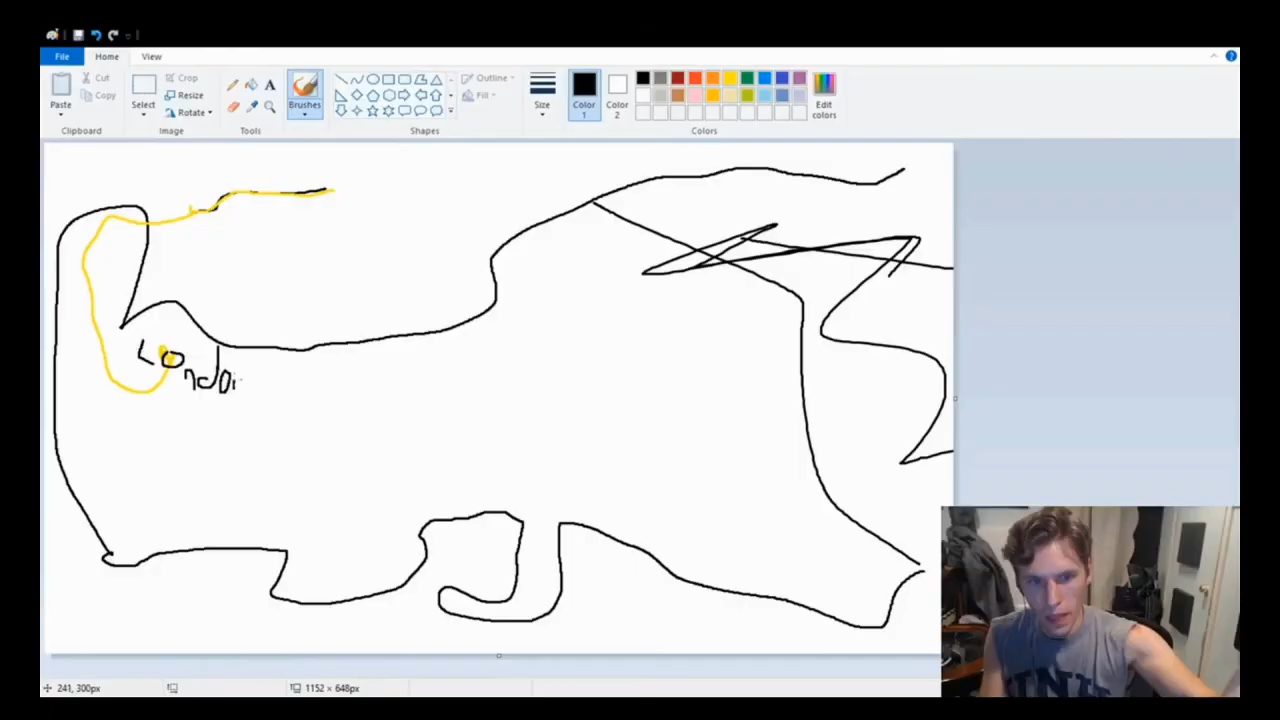 File Home View
Paste
Cut
Copy
Clipboard
Select
Crop
Resize
Rotate
Image
Tools
Brushes
Shapes
Outline
Fill
Size
Color 1
Color 2
Edit colors
Colors
Londoi
241, 300px
1152 × 648px